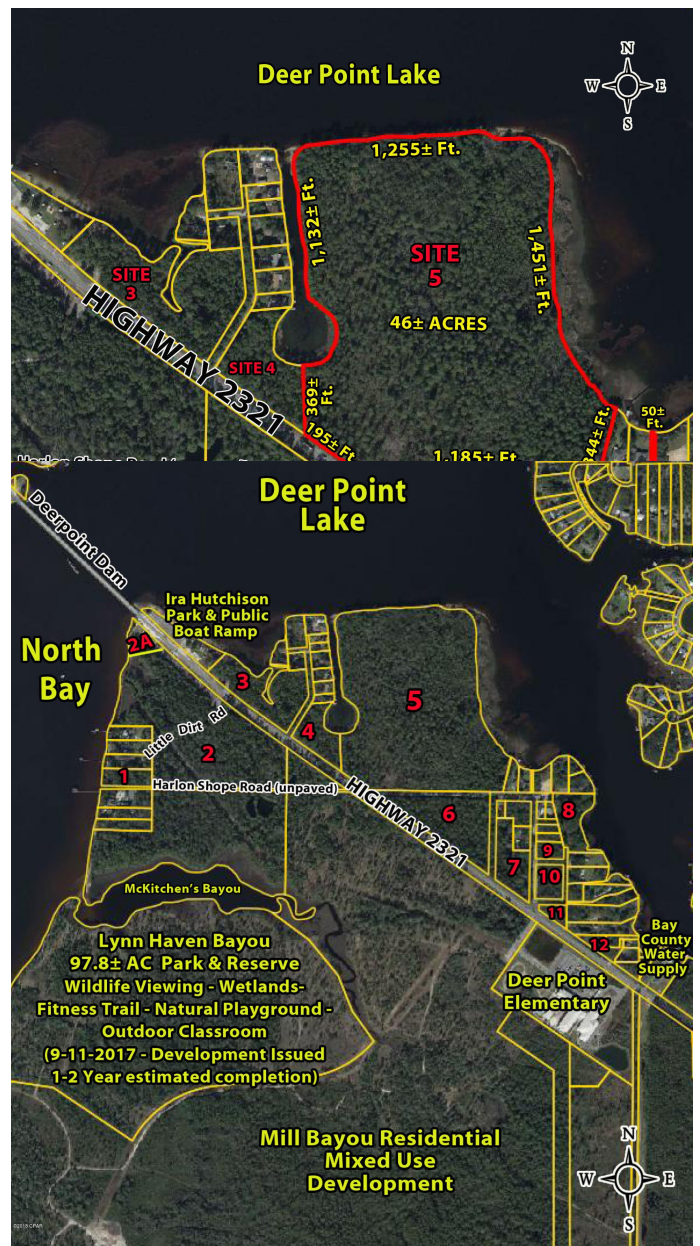 Deer Point Lake
N
W E
S
1,255± Ft.
1,132± Ft.
SITE
5
1,451± Ft.
46± ACRES
SITE
3
HIGHWAY 2321
SITE 4
369±
Ft.
195± Ft.
50±
Ft.
344± Ft.
1,185± Ft.
Deer Point
Lake
Deerpoint Dam
Ira Hutchison
Park & Public
Boat Ramp
North
Bay
2A
3
5
4
Little Dirt Rd
2
1
Harlon Shope Road (unpaved)
HIGHWAY 2321
6
8
7
9
10
11
12
McKitchen's Bayou
Lynn Haven Bayou
97.8± AC Park & Reserve
Wildlife Viewing - Wetlands-
Fitness Trail - Natural Playground -
Outdoor Classroom
(9-11-2017 - Development Issued
1-2 Year estimated completion)
Bay
County
Water
Supply
Deer Point
Elementary
Mill Bayou Residential
Mixed Use
Development
N
W E
S